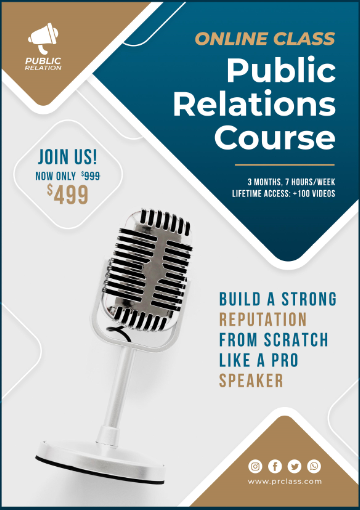 PUBLIC
RELATION
ONLINE CLASS
Public
Relations
Course
3 MONTHS, 7 HOURS/WEEK
LIFETIME ACCESS: +100 VIDEOS
JOIN US!
NOW ONLY $999
$499
BUILD A STRONG
REPUTATION
FROM SCRATCH
LIKE A PRO
SPEAKER
www.prclass.com